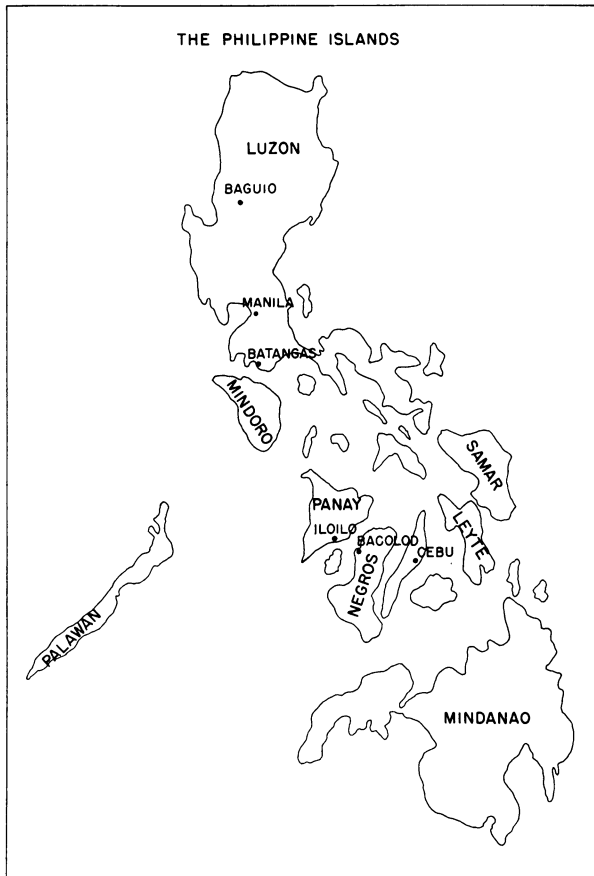 THE PHILIPPINE ISLANDS
LUZON
BAGUIO
MANILA
BATANGAS
MINDORO
SAMAR
PANAY
ILOILO
LEYTE
BACOLOD
CEBU
NEGROS
PALAWAN
MINDANAO